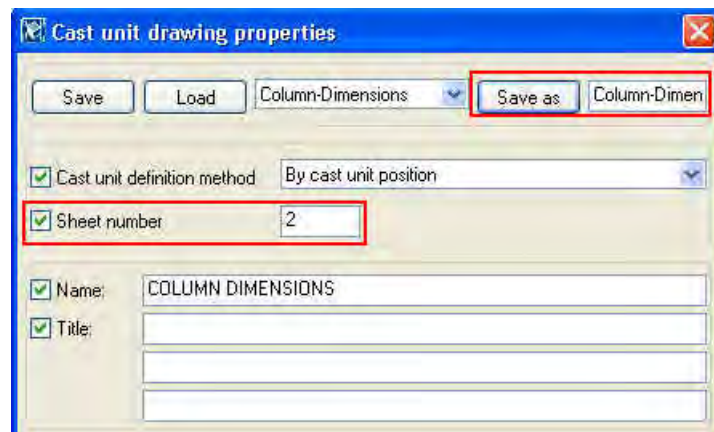 Cast unit drawing properties
Save Load Column-Dimensions Save as Column-Dimen
Cast unit definition method By cast unit position
Sheet number 2
Name: COLUMN DIMENSIONS
Title: